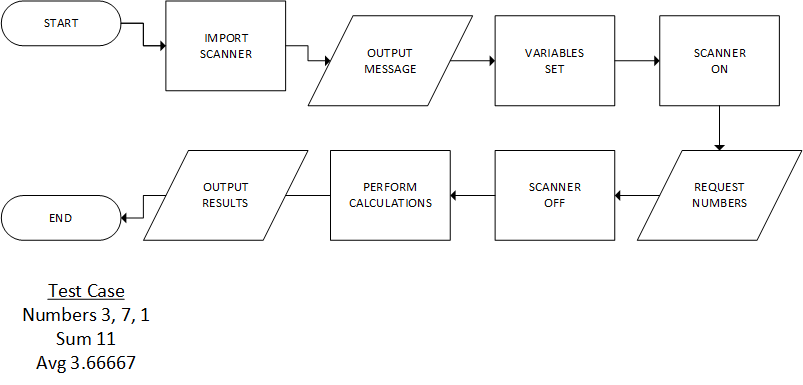 START
IMPORT
SCANNER
OUTPUT
MESSAGE
VARIABLES
SET
SCANNER
ON
REQUEST
NUMBERS
SCANNER
OFF
PERFORM
CALCULATIONS
OUTPUT
RESULTS
END
Test Case
Numbers 3, 7, 1
Sum 11
Avg 3.66667